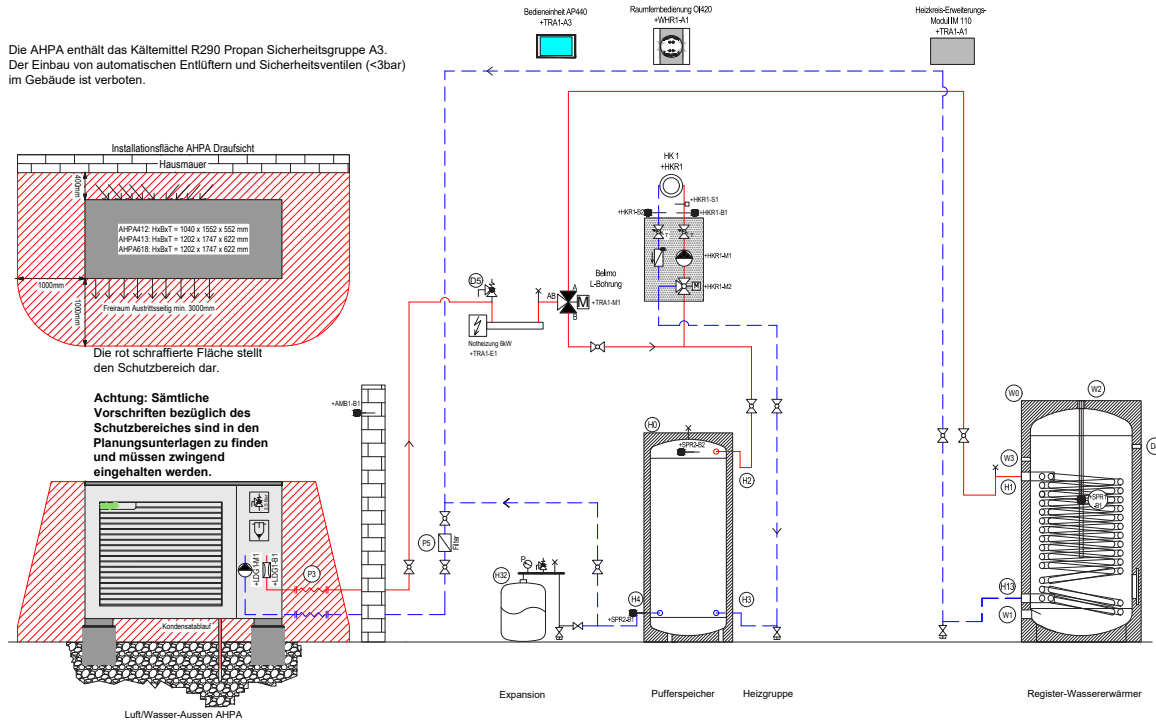 Bedieneinheit AP440
+TRA1-A3
Raumfernbedienung OI420
+WHR1-A1
Heizkreis-Erweiterungs-
Modul IM 110
+TRA1-A1
Die AHPA enthält das Kältemittel R290 Propan Sicherheitsgruppe A3.
Der Einbau von automatischen Entlüftern und Sicherheitsventilen (<3bar)
im Gebäude ist verboten.
Installationsfläche AHPA Draufsicht
Hausmauer
400mm
AHPA412: HxBxT = 1040 x 1552 x 552 mm
AHPA413: HxBxT = 1202 x 1747 x 622 mm
AHPA618: HxBxT = 1202 x 1747 x 622 mm
1000mm
1000mm
Freiraum Austrittsseitig min. 3000mm
Die rot schraffierte Fläche stellt
den Schutzbereich dar.
Achtung: Sämtliche
Vorschriften bezüglich des
Schutzbereiches sind in den
Planungsunterlagen zu finden
und müssen zwingend
eingehalten werden.
HK 1
+HKR1
+HKR1-S1
+HKR1-B2
+HKR1-B1
T
T
+HKR1-M1
M
+HKR1-M2
Belimo
L-Bohrung
D5
A
AB
M
+TRA1-M1
B
Notheizung 6kW
+TRA1-E1
+AMB1-B1
H0
+SPR2-B2
H2
W0
W2
W3
H1
+SPR1
-B1
H13
W1
P5
Filter
+LDG1-M1
+LDG1-B1
P3
Kondensatablauf
H32
P
H4
H3
+SPR2-B1
Expansion
Pufferspeicher
Heizgruppe
Register-Wassererwärmer
Luft/Wasser-Aussen AHPA